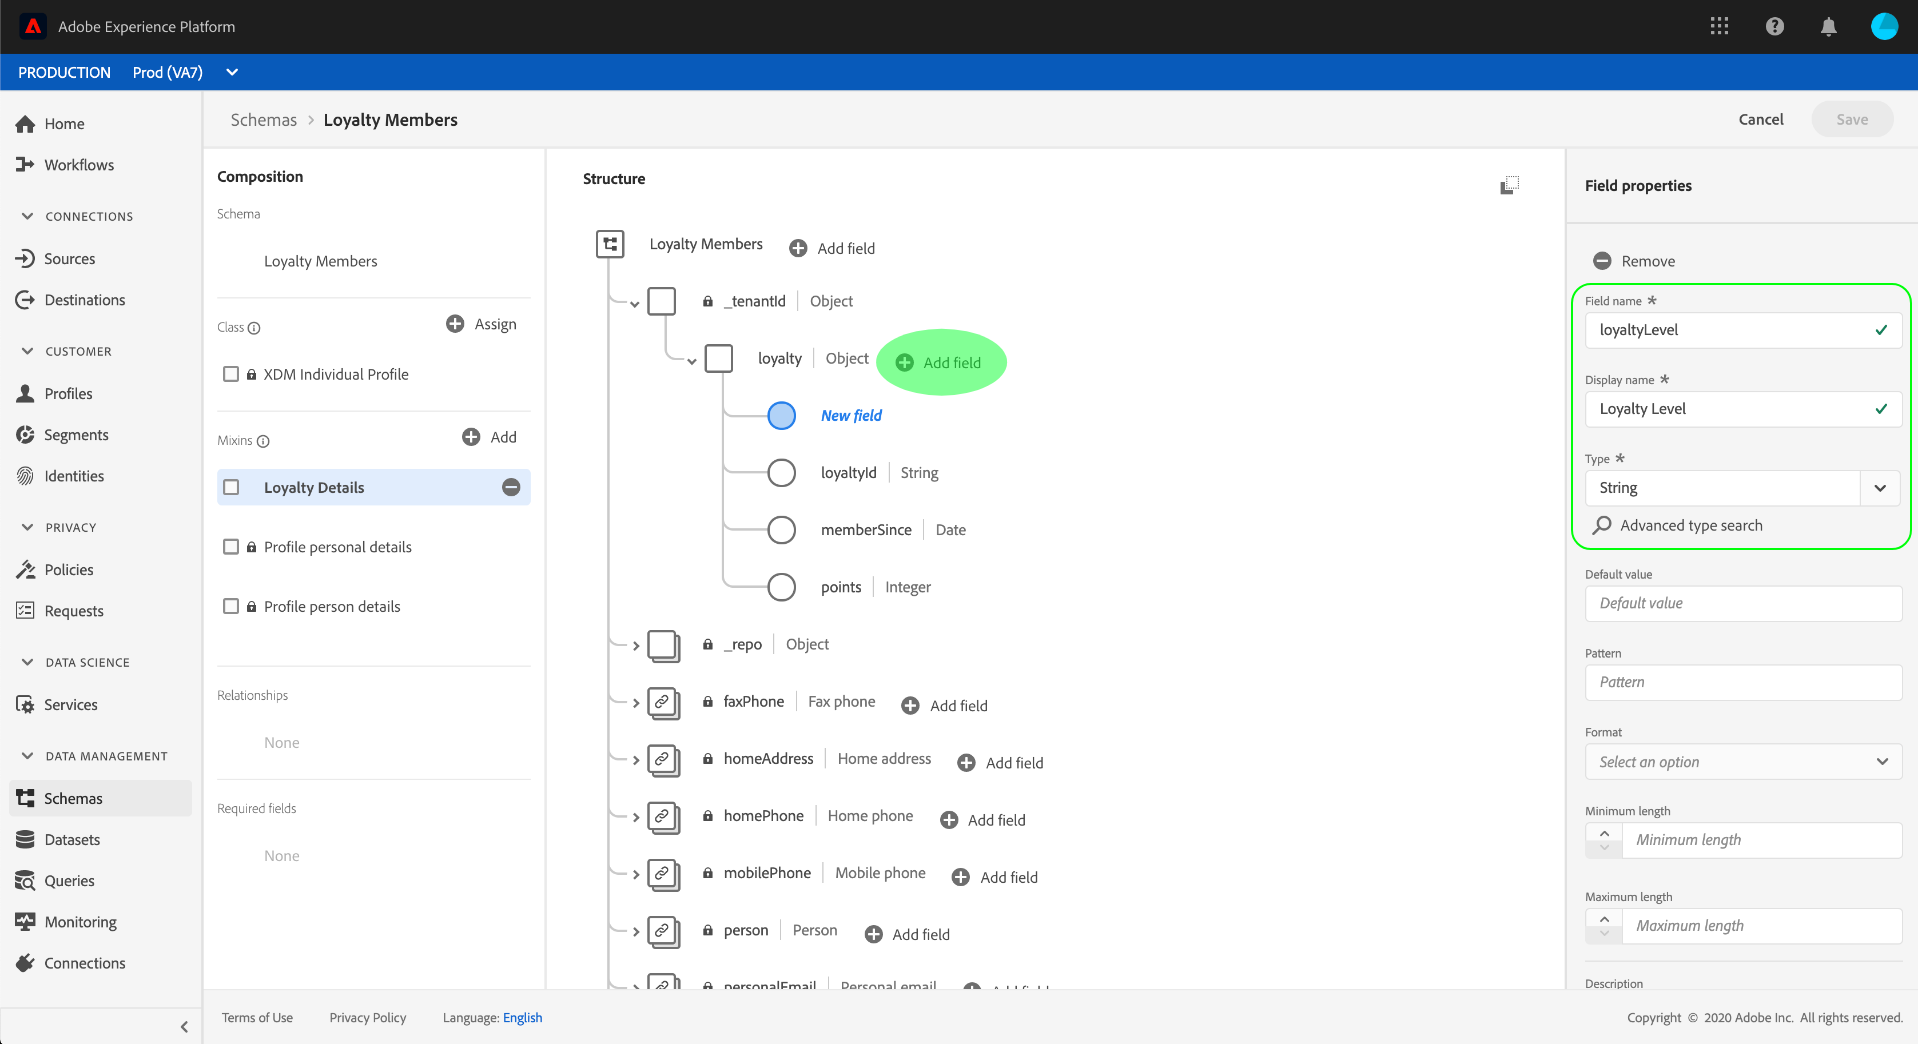 Adobe Experience Platform
PRODUCTION Prod (VA7)
Home
Workflows
CONNECTIONS
Sources
Destinations
CUSTOMER
Profiles
Segments
Identities
PRIVACY
Policies
Requests
DATA SCIENCE
Services
DATA MANAGEMENT
Schemas
Datasets
Queries
Monitoring
Connections
Schemas > Loyalty Members
Cancel
Save
Composition
Schema
Loyalty Members
Class
Assign
XDM Individual Profile
Mixins
Add
Loyalty Details
Profile personal details
Profile person details
Relationships
None
Required fields
None
Structure
Loyalty Members Add field
_tenantId | Object
loyalty | Object Add field
New field
loyaltyId | String
memberSince | Date
points | Integer
_repo | Object
faxPhone | Fax phone Add field
homeAddress | Home address Add field
homePhone | Home phone Add field
mobilePhone | Mobile phone Add field
person | Person Add field
personalEmail | Personal email Add field
Field properties
Remove
Field name *
loyaltyLevel
Display name *
Loyalty Level
Type *
String
Advanced type search
Default value
Default value
Pattern
Pattern
Format
Select an option
Minimum length
Minimum length
Maximum length
Maximum length
Description
Terms of Use Privacy Policy Language: English
Copyright © 2020 Adobe Inc. All rights reserved.